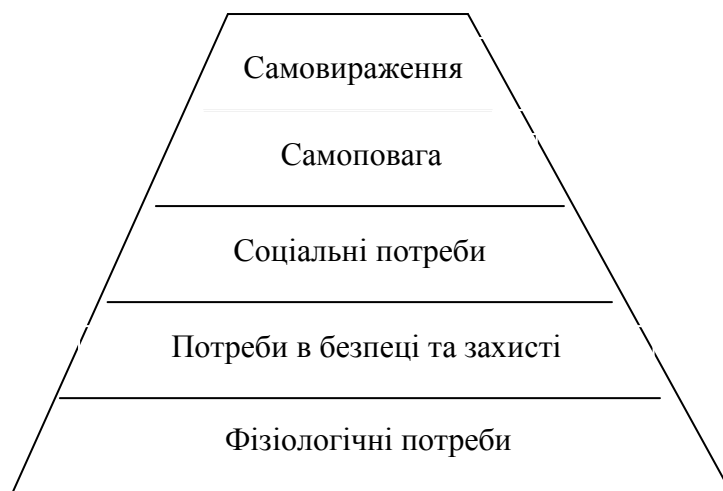 Самовираження
Самоповага
Соціальні потреби
Потреби в безпеці та захисті
Фізіологічні потреби